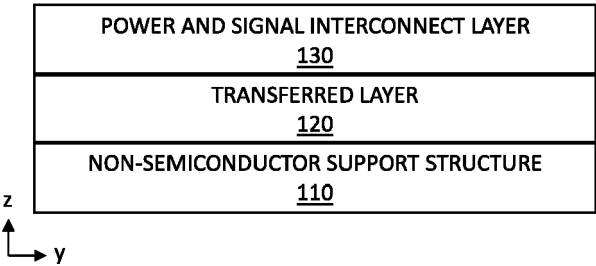 POWER AND SIGNAL INTERCONNECT LAYER
130
TRANSFERRED LAYER
120
NON-SEMICONDUCTOR SUPPORT STRUCTURE
110
z
y